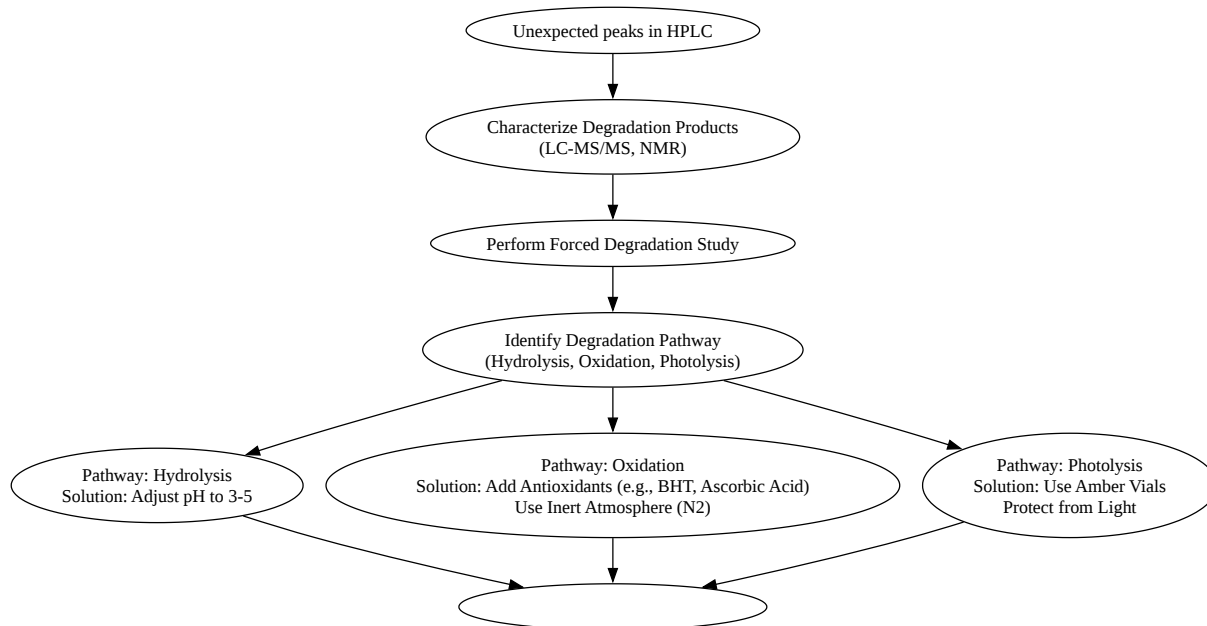 Unexpected peaks in HPLC
Characterize Degradation Products
(LC-MS/MS, NMR)
Perform Forced Degradation Study
Identify Degradation Pathway
(Hydrolysis, Oxidation, Photolysis)
Pathway: Hydrolysis
Solution: Adjust pH to 3-5
Pathway: Oxidation
Solution: Add Antioxidants (e.g., BHT, Ascorbic Acid)
Use Inert Atmosphere (N2)
Pathway: Photolysis
Solution: Use Amber Vials
Protect from Light